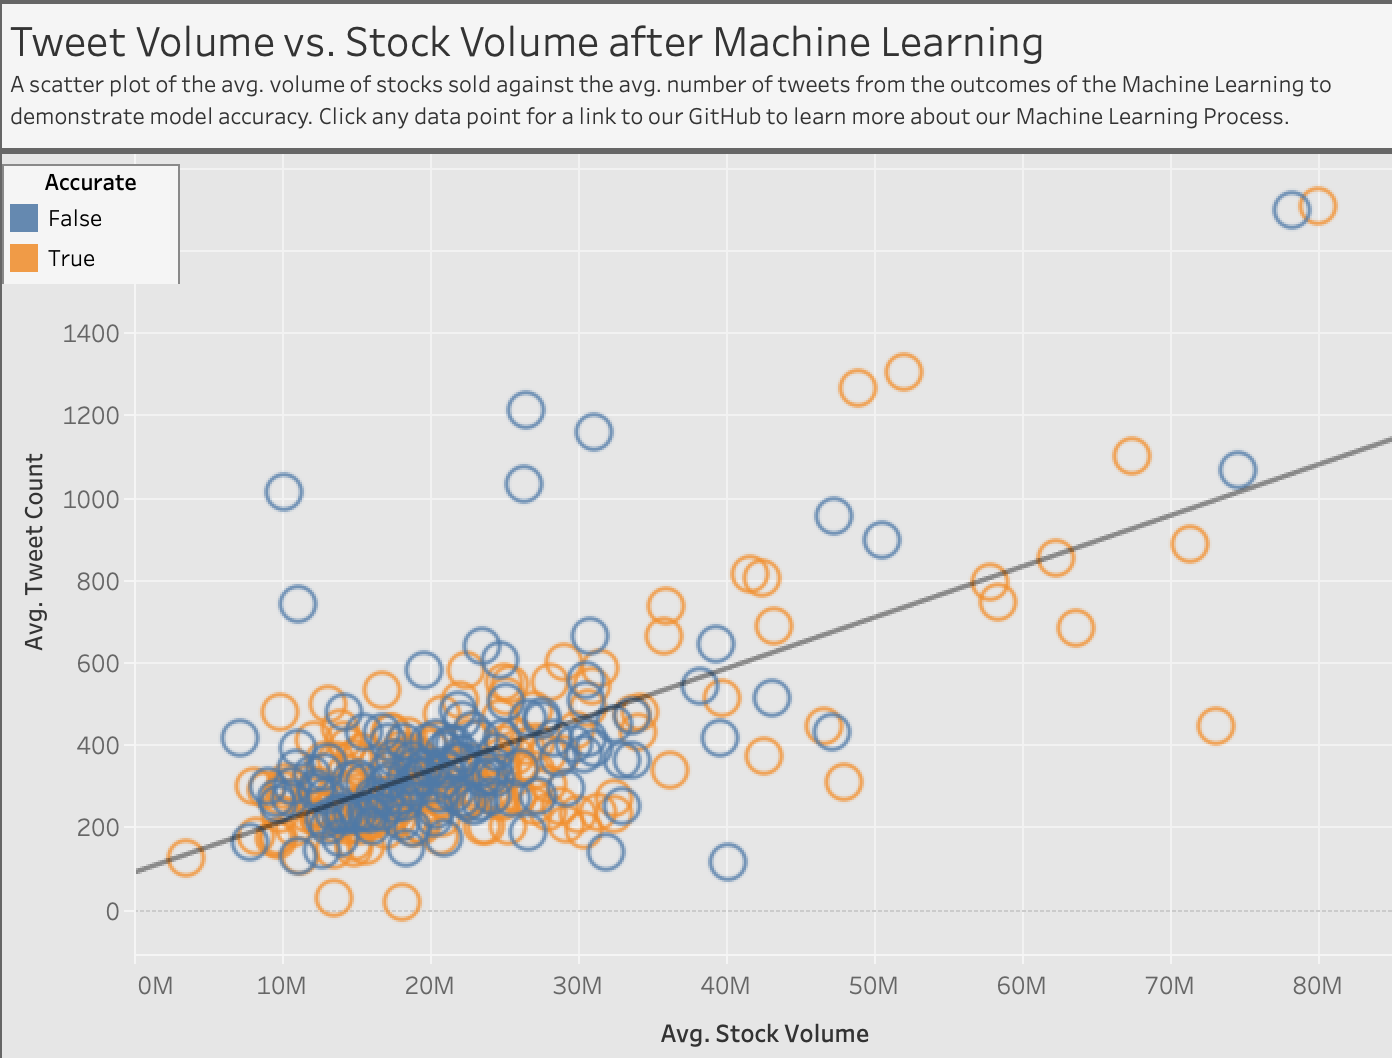 Tweet Volume vs. Stock Volume after Machine Learning
A scatter plot of the avg. volume of stocks sold against the avg. number of tweets from the outcomes of the Machine Learning to
demonstrate model accuracy. Click any data point for a link to our GitHub to learn more about our Machine Learning Process.
Accurate
False
True
Avg. Tweet Count
1400
1200
1000
800
600
400
200
0
0M 10M 20M 30M 40M 50M 60M 70M 80M
Avg. Stock Volume